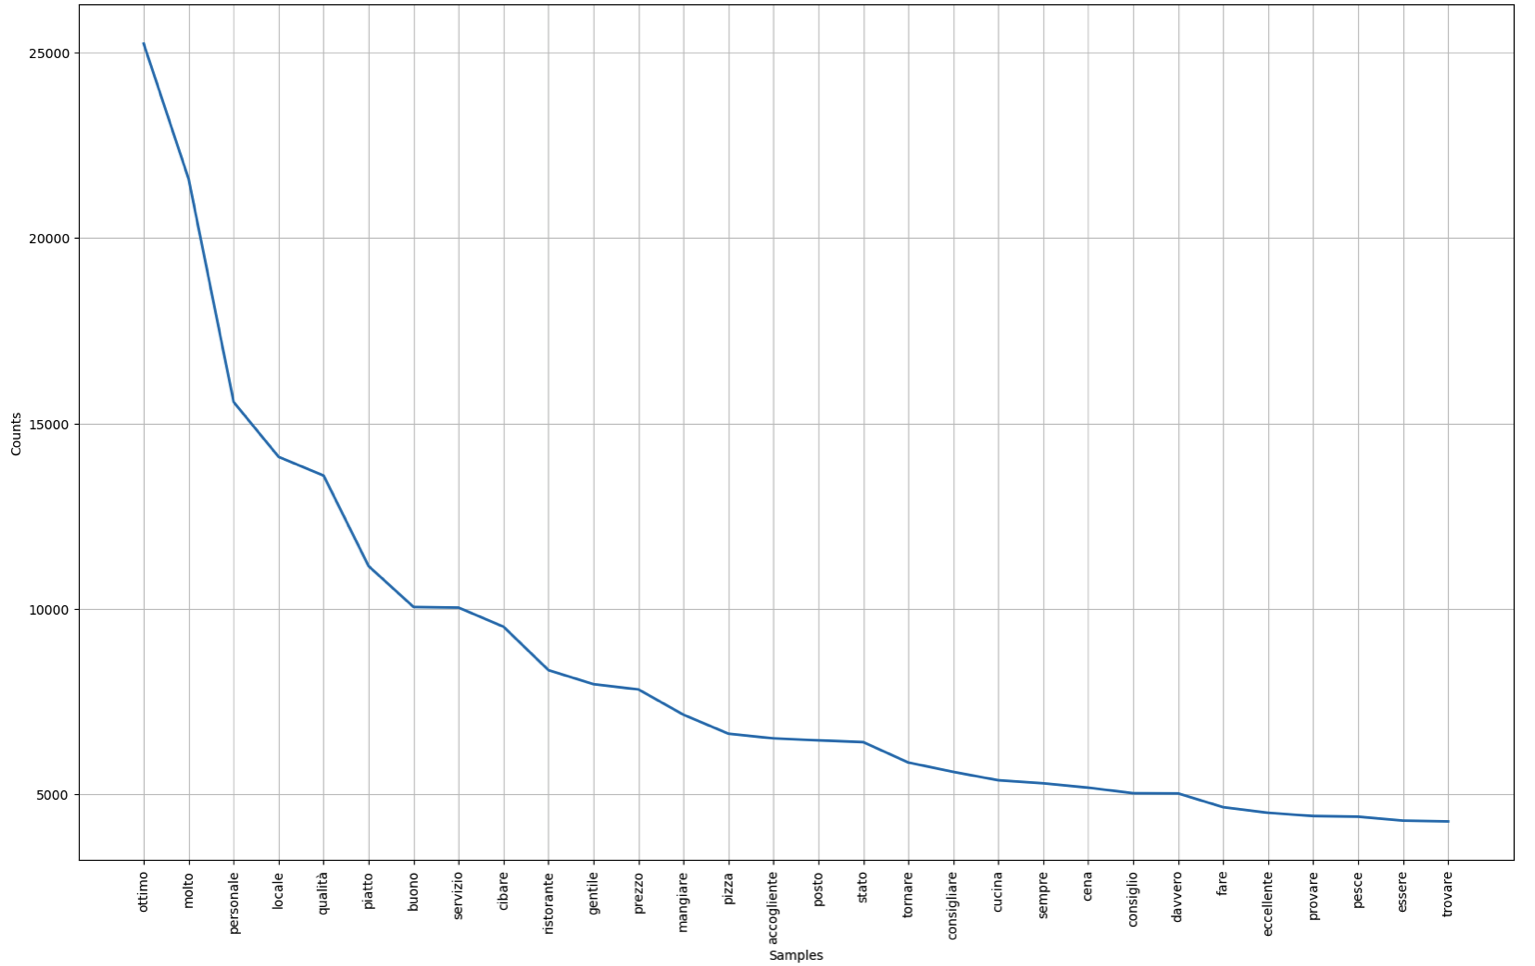 25000
20000
15000
10000
5000
Counts
ottimo
molto
personale
locale
qualità
piatto
buono
servizio
cibare
ristorante
gentile
prezzo
mangiare
pizza
accogliente
posto
stato
tornare
consigliare
cucina
sempre
cena
consiglio
davvero
fare
eccellente
provare
pesce
essere
trovare
Samples